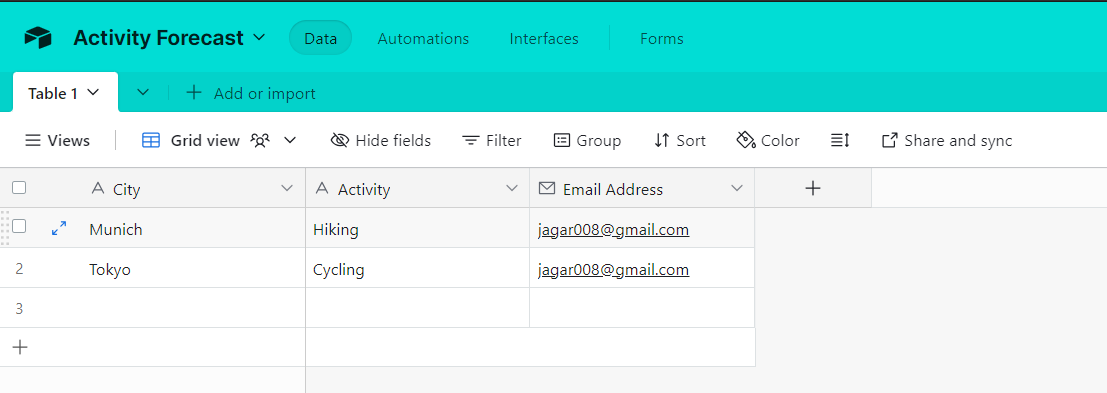 Activity Forecast Data Automations Interfaces Forms
Table 1 Add or import
Views Grid view Hide fields Filter Group Sort Color Share and sync
City Activity Email Address
Munich Hiking jagar008@gmail.com
2 Tokyo Cycling jagar008@gmail.com
3